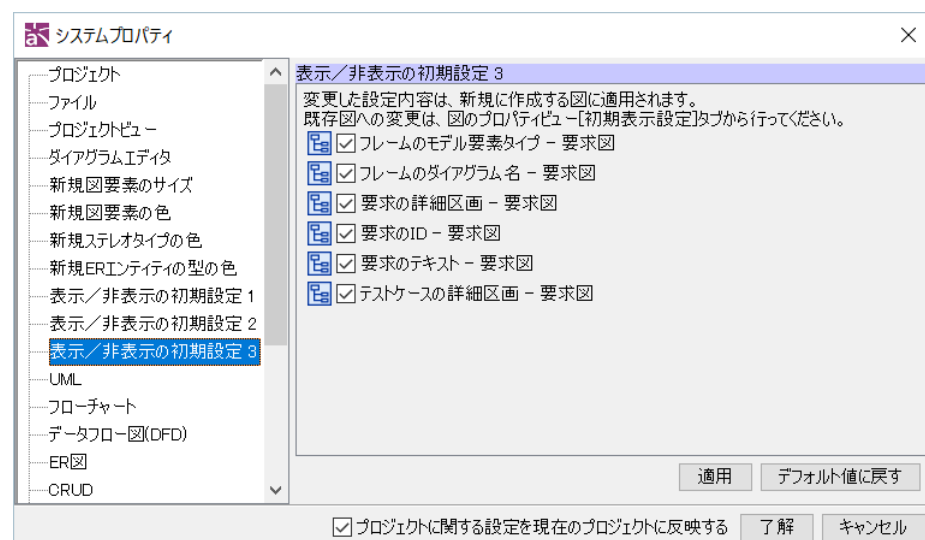 システムプロパティ
プロジェクト
ファイル
プロジェクトビュー
ダイアグラムエディタ
新規図要素のサイズ
新規図要素の色
新規ステレオタイプの色
新規ERエンティティの型の色
表示／非表示の初期設定 1
表示／非表示の初期設定 2
表示／非表示の初期設定 3
UML
フローチャート
データフロー図(DFD)
ER図
CRUD
表示／非表示の初期設定 3
変更した設定内容は、新規に作成する図に適用されます。
既存図への変更は、図のプロパティビュー[初期表示設定]タブから行ってください。
フレームのモデル要素タイプ - 要求図
フレームのダイアグラム名 - 要求図
要求の詳細区画 - 要求図
要求のID - 要求図
要求のテキスト - 要求図
テストケースの詳細区画 - 要求図
適用 デフォルト値に戻す
プロジェクトに関する設定を現在のプロジェクトに反映する 了解 キャンセル